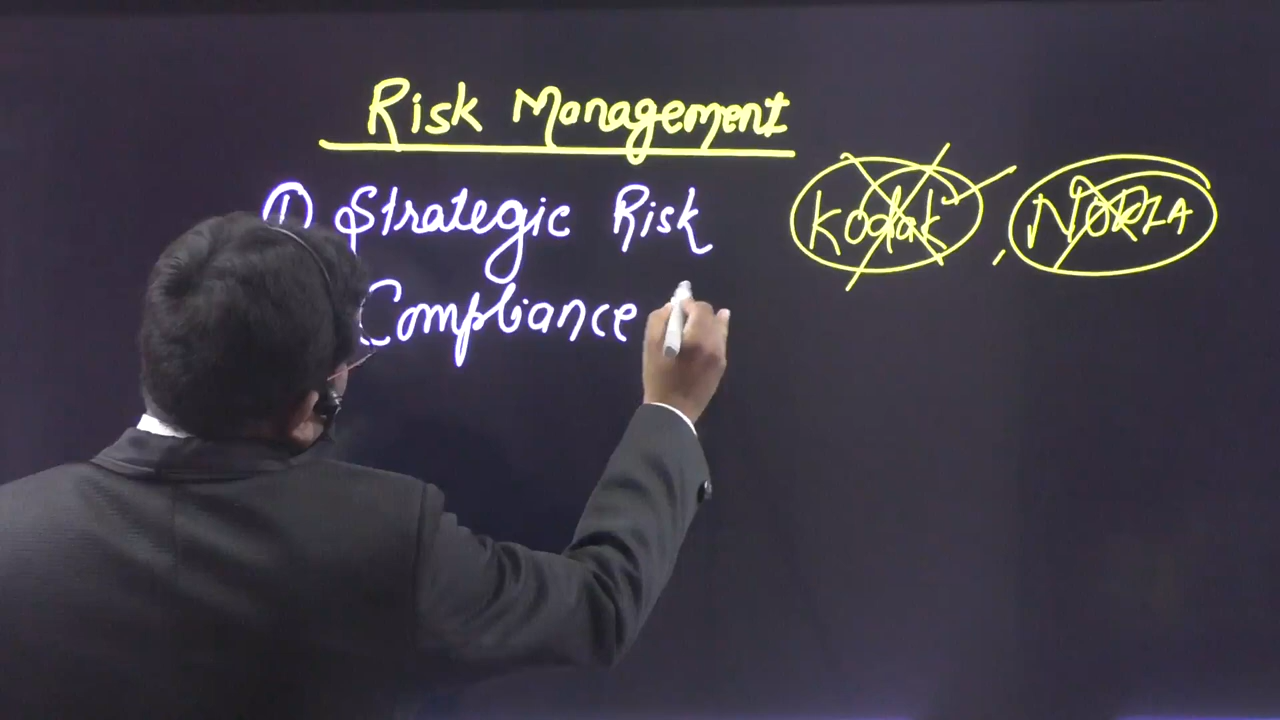 Risk Management
① Strategic Risk Kodak, NOKIA
Compliance